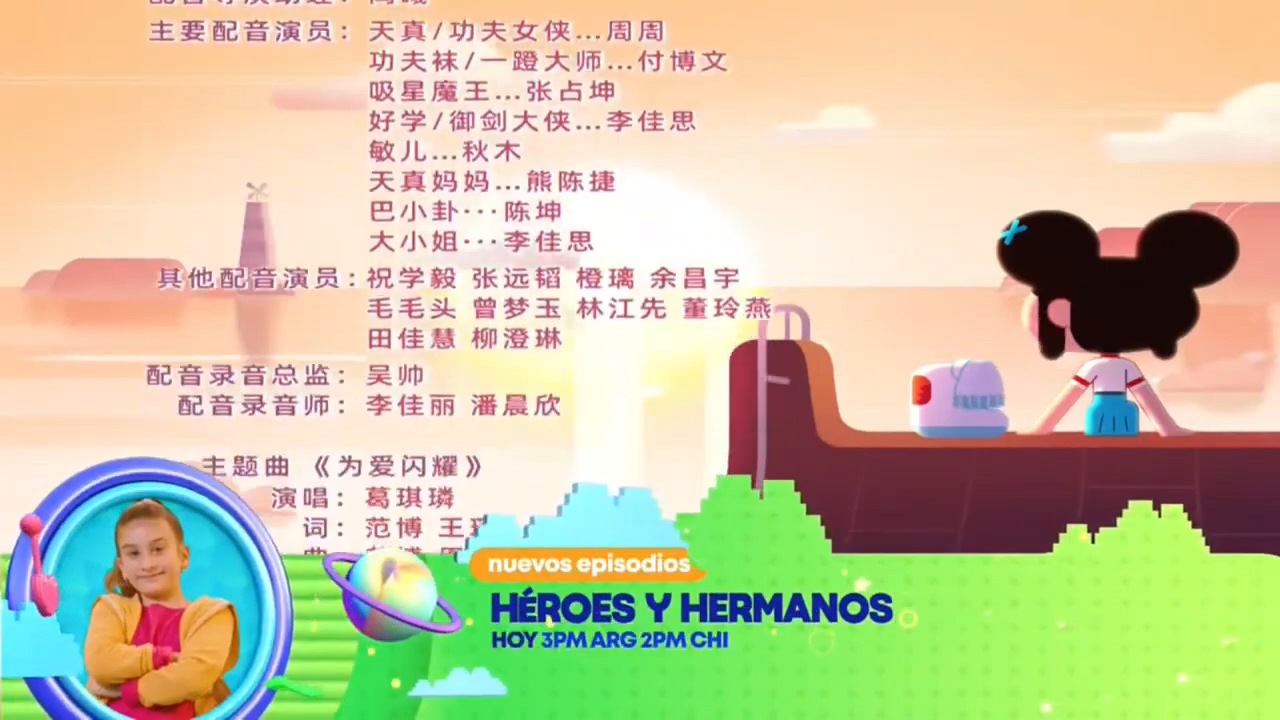 主要配音演员：天真/功夫女侠...周周
功夫袜/一蹬大师...付博文
吸星魔王...张占坤
好学/御剑大侠...李佳思
敏儿...秋木
天真妈妈...熊陈捷
巴小卦···陈坤
大小姐···李佳思
其他配音演员：祝学毅 张远韬 橙璃 余昌宇
毛毛头 曾梦玉 林江先 董玲燕
田佳慧 柳澄琳
配音录音总监：吴帅
配音录音师：李佳丽 潘晨欣
主题曲《为爱闪耀》
演唱：葛琪璘
词：范博 王
nuevos episodios
HÉROES Y HERMANOS
HOY 3PM ARG 2PM CHI